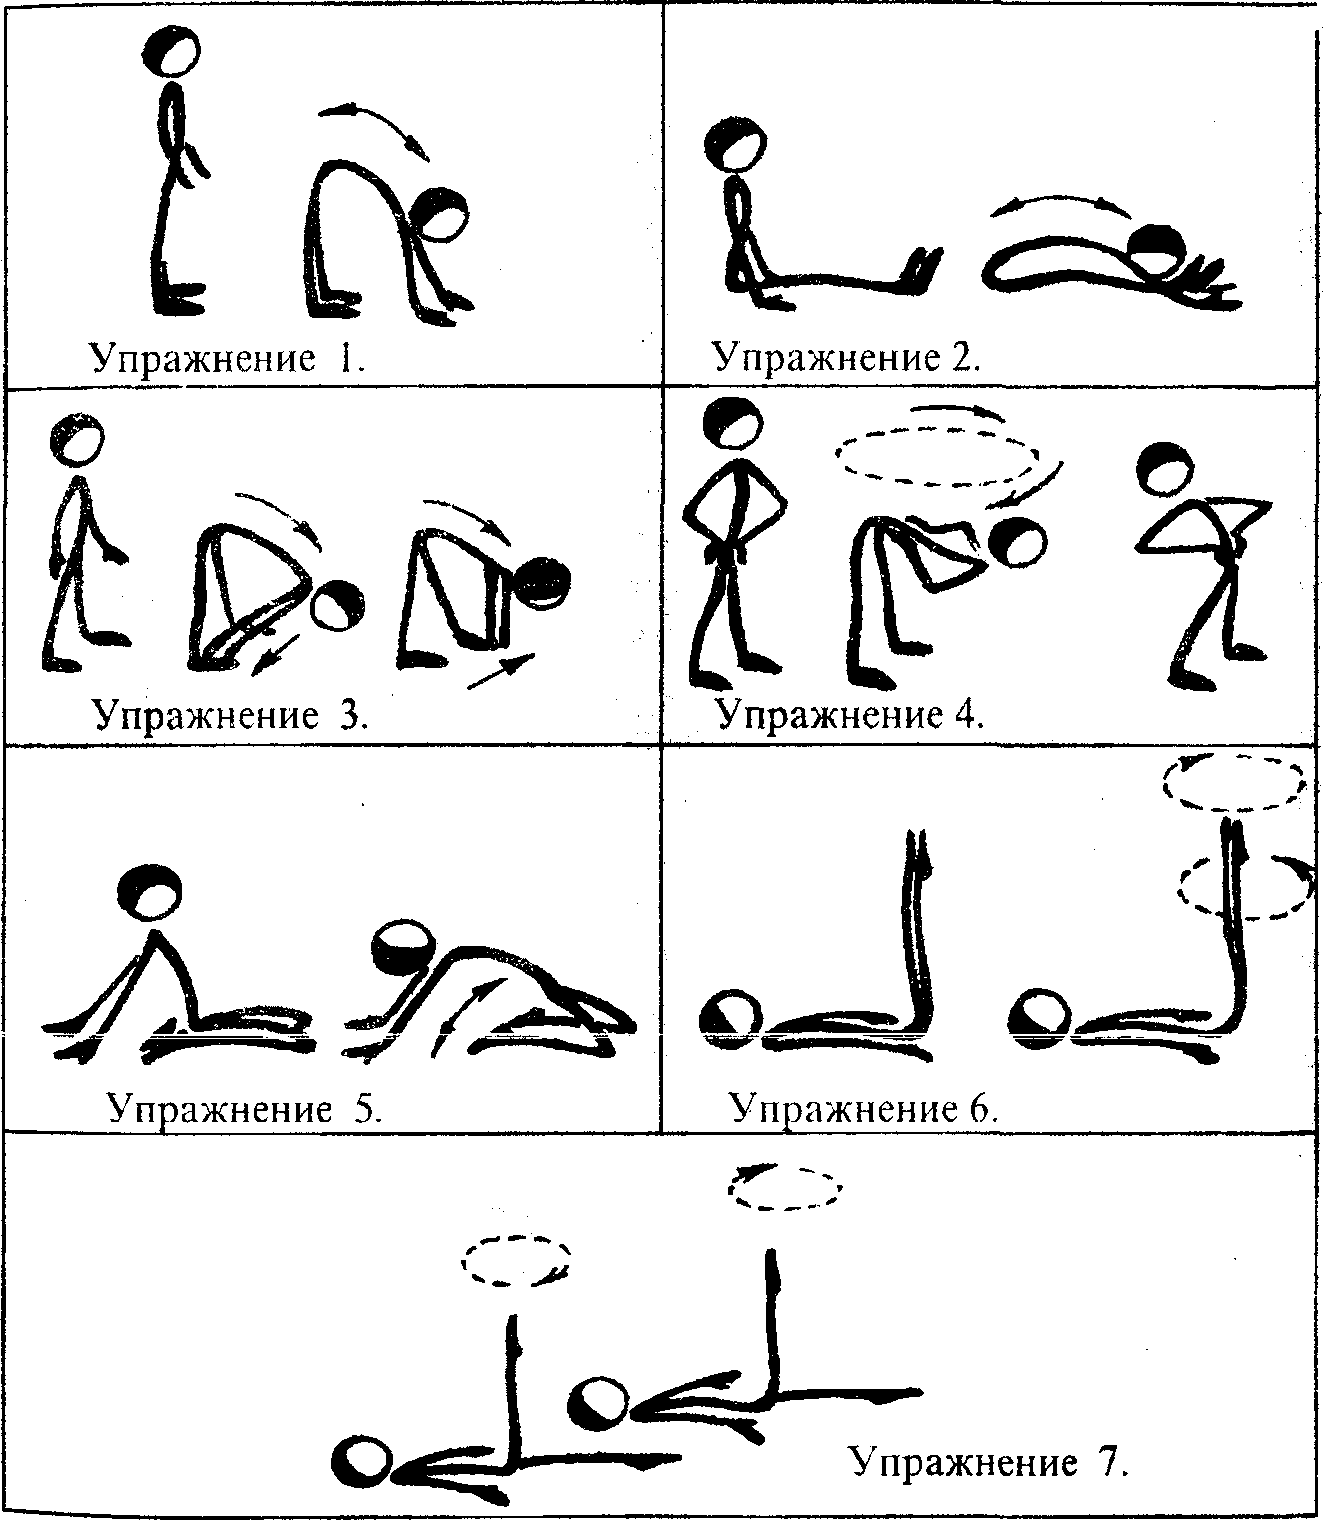 Упражнение 1.
Упражнение 2.
Упражнение 3.
Упражнение 4.
Упражнение 5.
Упражнение 6.
Упражнение 7.